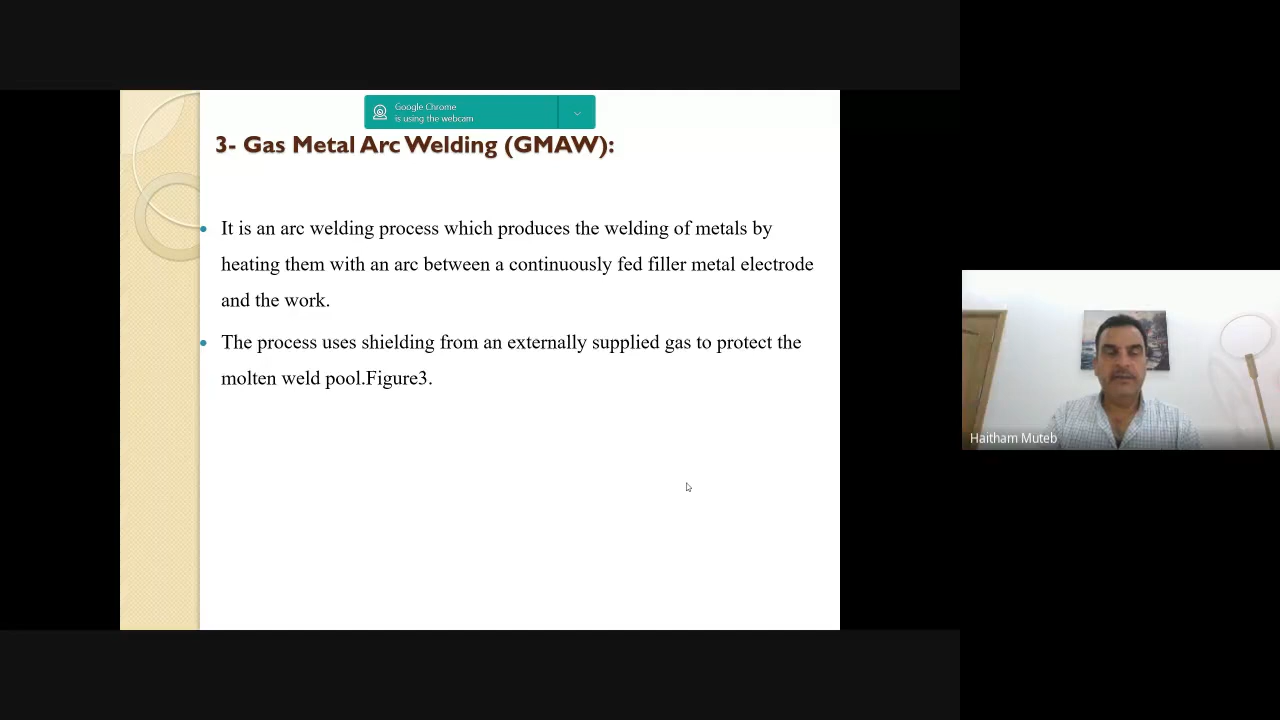 Google Chrome
is using the webcam
3- Gas Metal Arc Welding (GMAW):
It is an arc welding process which produces the welding of metals by
heating them with an arc between a continuously fed filler metal electrode
and the work.
The process uses shielding from an externally supplied gas to protect the
molten weld pool.Figure3.
Haitham Muteb